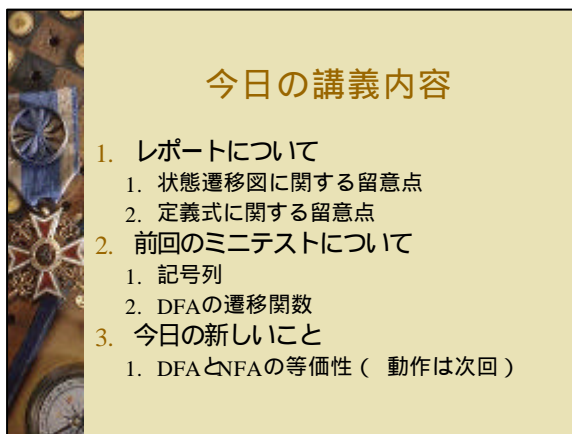 今日の講義内容
1. レポートについて
1. 状態遷移図に関する留意点
2. 定義式に関する留意点
2. 前回のミニテストについて
1. 記号列
2. DFAの遷移関数
3. 今日の新しいこと
1. DFAとNFAの等価性( 動作は次回)